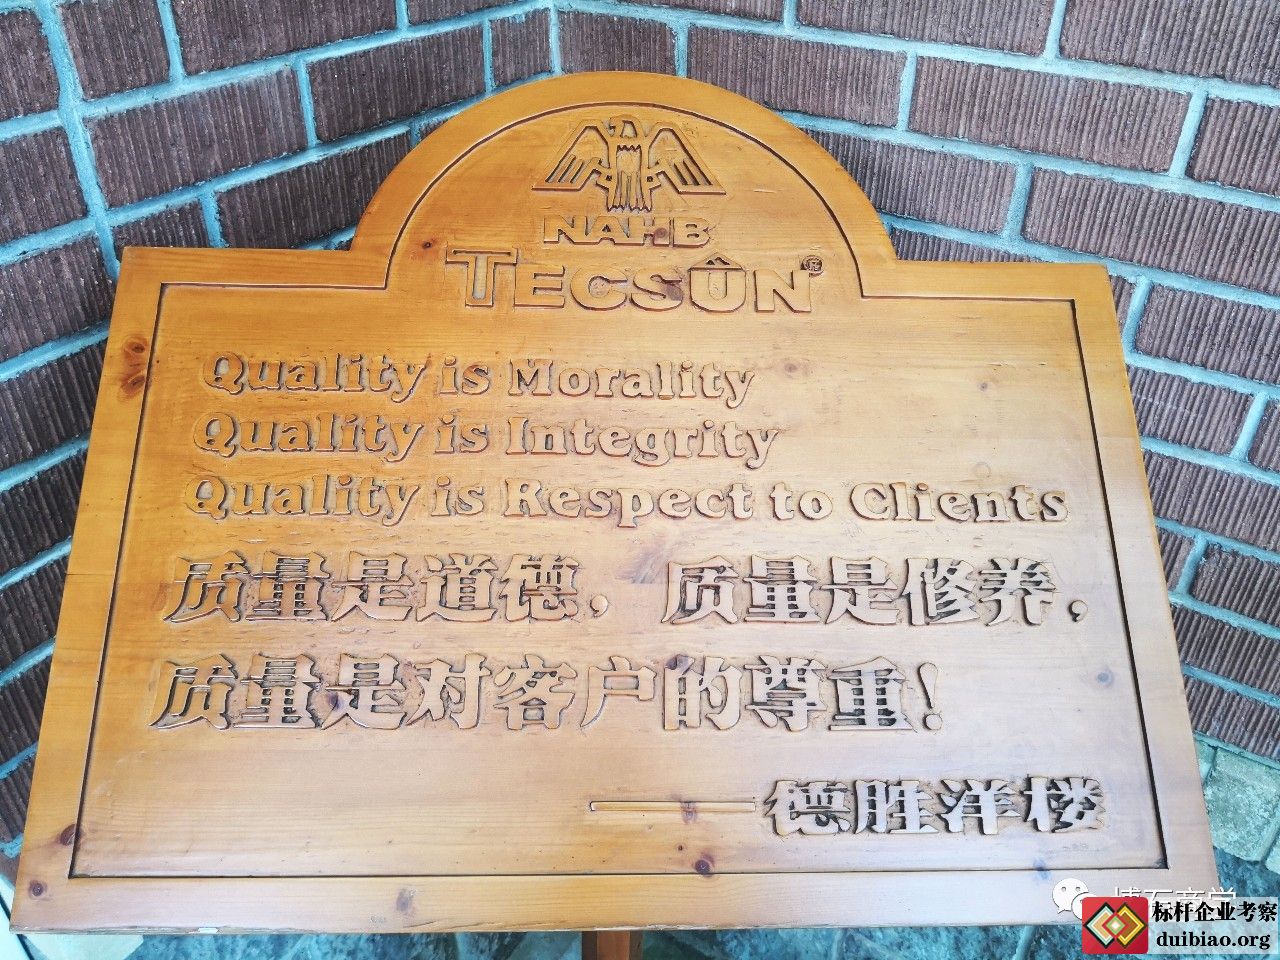 NAHB
TECSÛN®
Quality is Morality
Quality is Integrity
Quality is Respect to Clients
质量是道德，质量是修养，
质量是对客户的尊重！
——德胜洋楼
标杆企业考察
duibiao.org